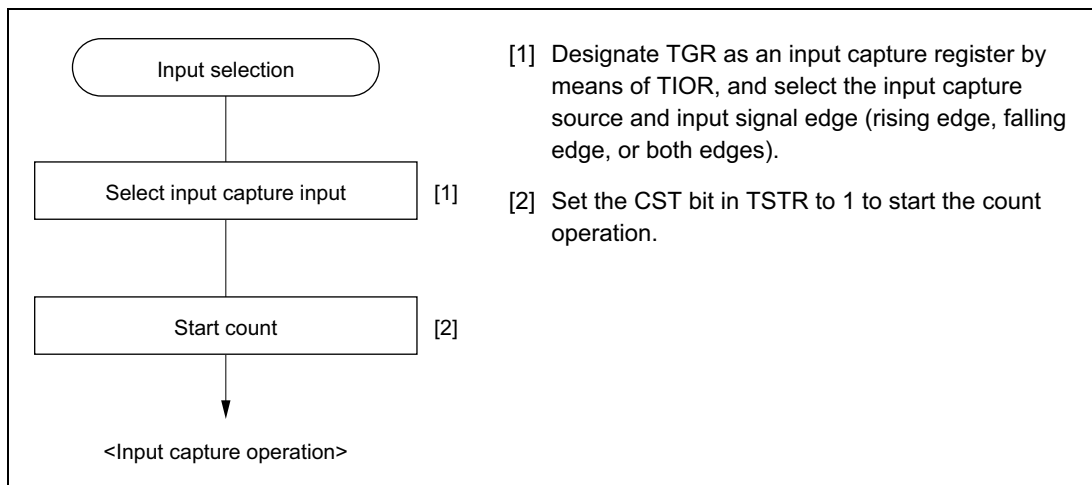 Input selection
Select input capture input [1]
Start count [2]
<Input capture operation>
[1] Designate TGR as an input capture register by
means of TIOR, and select the input capture
source and input signal edge (rising edge, falling
edge, or both edges).
[2] Set the CST bit in TSTR to 1 to start the count
operation.